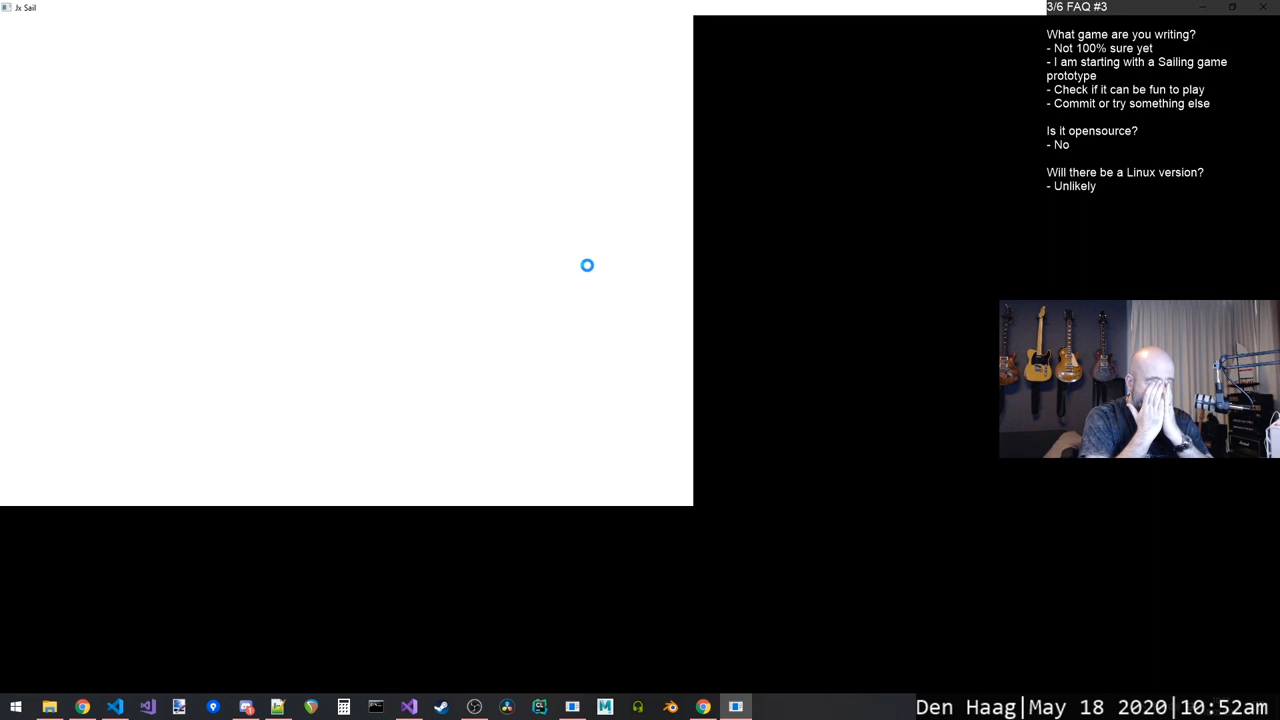 Jx Sail
3/6 FAQ #3
What game are you writing?
- Not 100% sure yet
- I am starting with a Sailing game
prototype
- Check if it can be fun to play
- Commit or try something else
Is it opensource?
- No
Will there be a Linux version?
- Unlikely
Den Haag|May 18 2020|10:52am